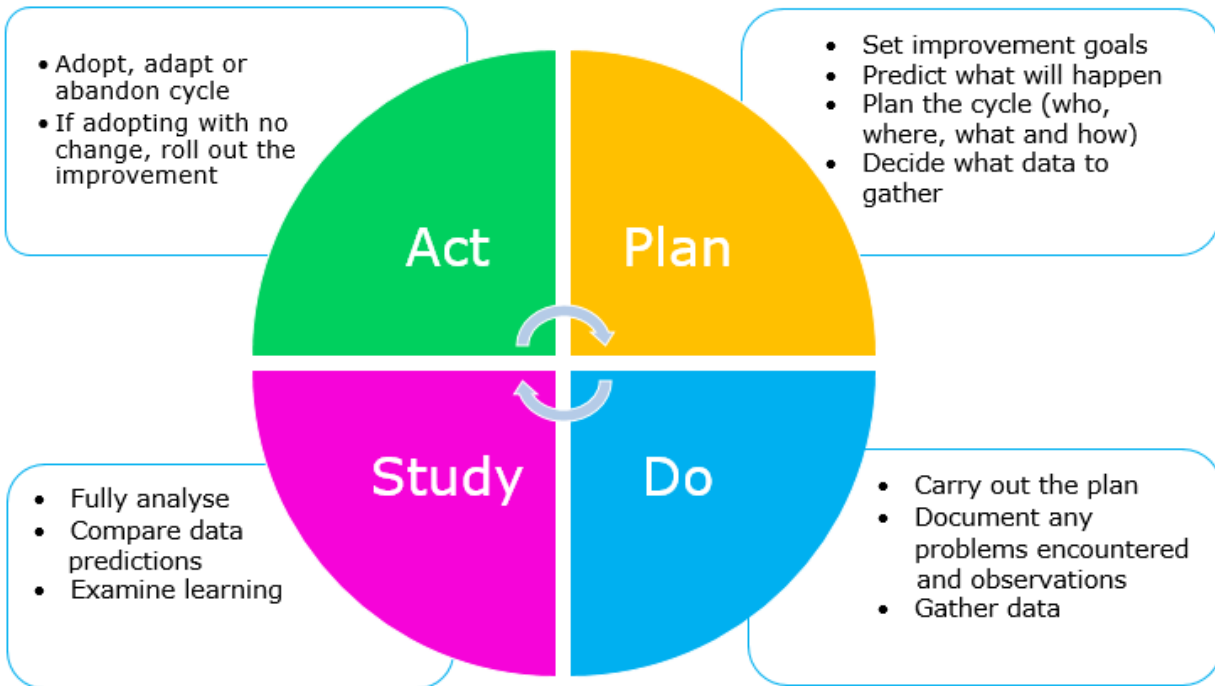 • Adopt, adapt or
abandon cycle
• If adopting with no
change, roll out the
improvement
• Set improvement goals
• Predict what will happen
• Plan the cycle (who,
where, what and how)
• Decide what data to
gather
Act
Plan
Study
Do
• Fully analyse
• Compare data
predictions
• Examine learning
• Carry out the plan
• Document any
problems encountered
and observations
• Gather data